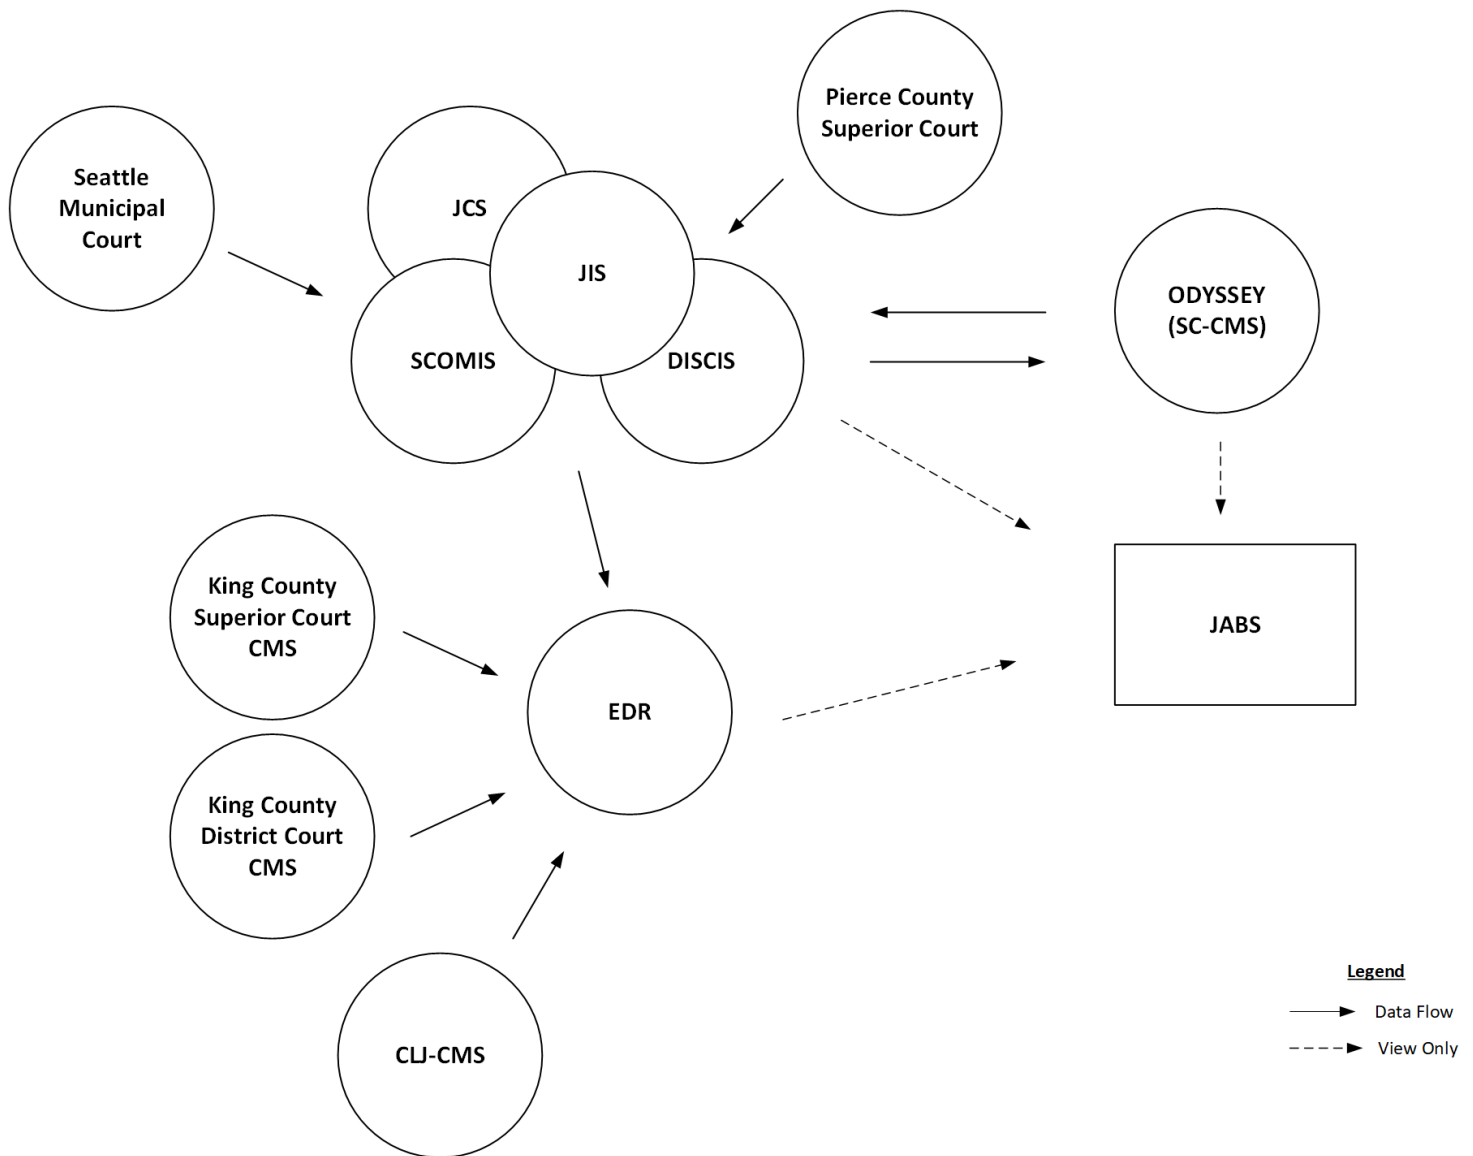 Pierce County
Superior Court
Seattle
Municipal
Court
JCS
JIS
SCOMIS
DISCIS
ODYSSEY
(SC-CMS)
King County
Superior Court
CMS
EDR
JABS
King County
District Court
CMS
CLJ-CMS
Legend
Data Flow
View Only